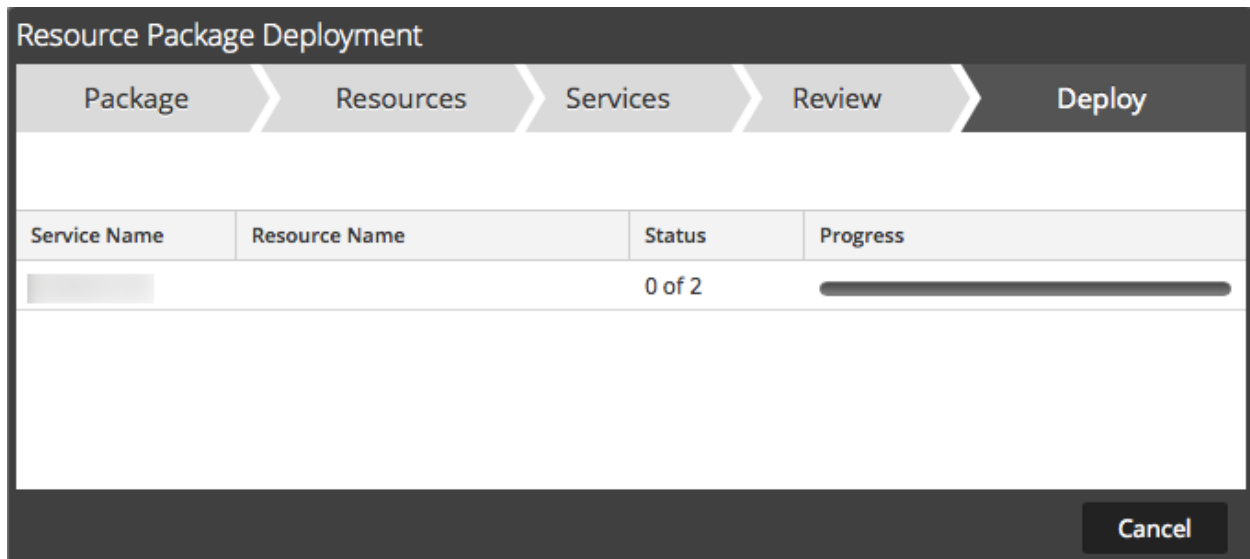 Resource Package Deployment
Package Resources Services Review Deploy
Service Name Resource Name Status Progress
0 of 2
Cancel